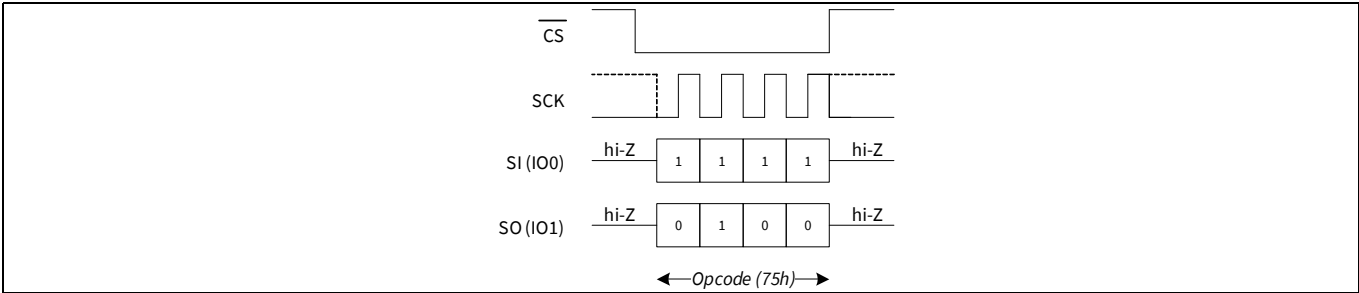 CS
SCK
SI (IO0) hi-Z 1 1 1 1 hi-Z
SO (IO1) hi-Z 0 1 0 0 hi-Z
Opcode (75h)